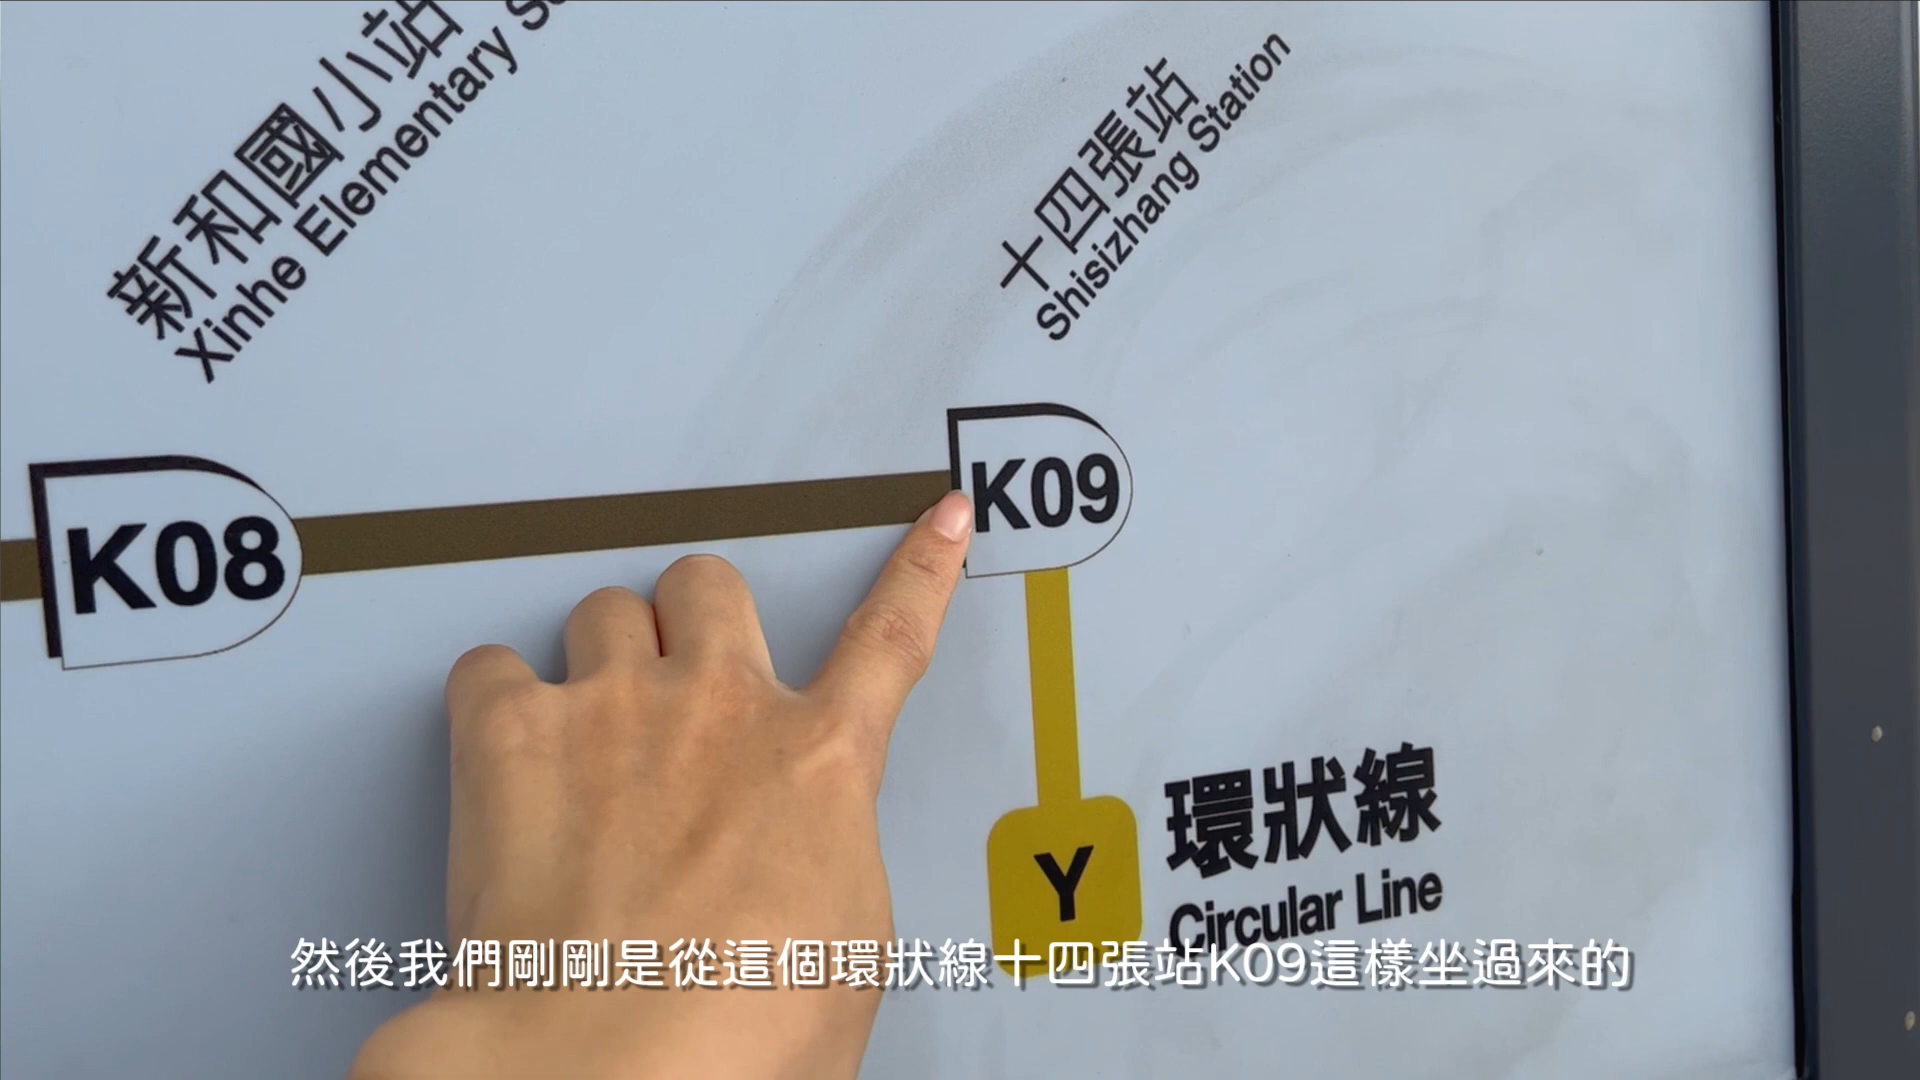 新和國小站
Xinhe Elementary
十四張站
Shisizhang Station
K08
K09
Y
環狀線
Circular Line
然後我們剛剛是從這個環狀線十四張站K09這樣坐過來的